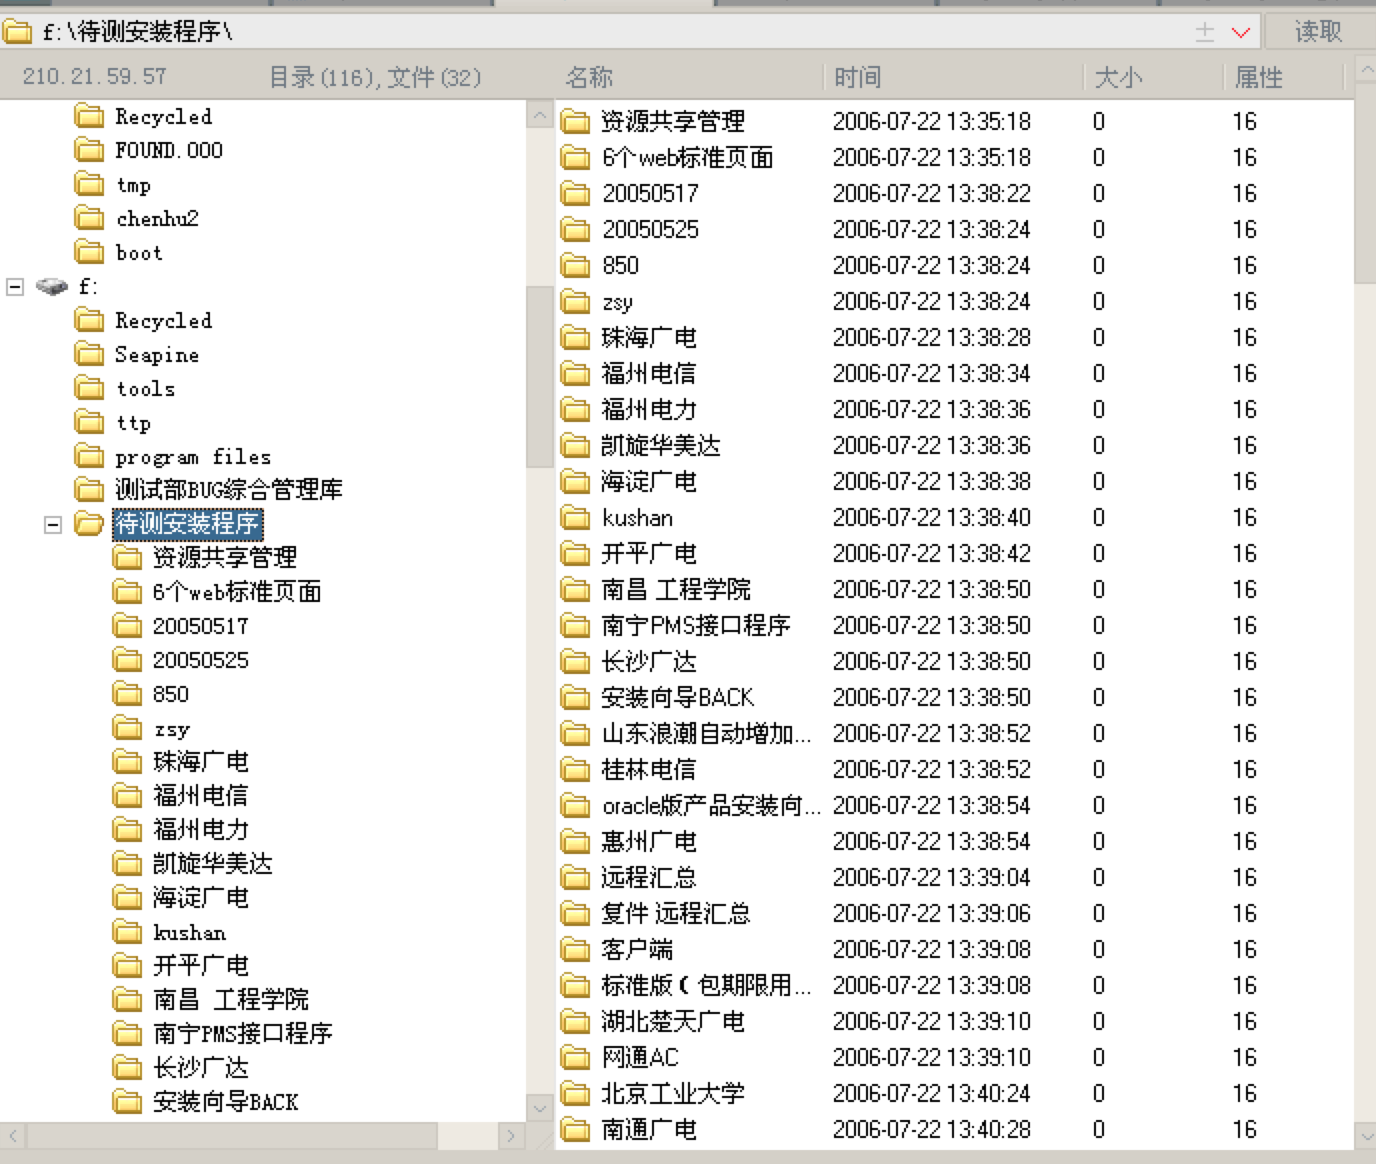 f:\待测安装程序\
读取
210.21.59.57 目录(116),文件(32)
Recycled
FOUND.000
tmp
chenhu2
boot
f:
Recycled
Seapine
tools
ttp
program files
测试部BUG综合管理库
待测安装程序
资源共享管理
6个web标准页面
20050517
20050525
850
zsy
珠海广电
福州电信
福州电力
凯旋华美达
海淀广电
kushan
开平广电
南昌 工程学院
南宁PMS接口程序
长沙广达
安装向导BACK
名称 时间 大小 属性
资源共享管理 2006-07-22 13:35:18 0 16
6个web标准页面 2006-07-22 13:35:18 0 16
20050517 2006-07-22 13:38:22 0 16
20050525 2006-07-22 13:38:24 0 16
850 2006-07-22 13:38:24 0 16
zsy 2006-07-22 13:38:24 0 16
珠海广电 2006-07-22 13:38:28 0 16
福州电信 2006-07-22 13:38:34 0 16
福州电力 2006-07-22 13:38:36 0 16
凯旋华美达 2006-07-22 13:38:36 0 16
海淀广电 2006-07-22 13:38:38 0 16
kushan 2006-07-22 13:38:40 0 16
开平广电 2006-07-22 13:38:42 0 16
南昌 工程学院 2006-07-22 13:38:50 0 16
南宁PMS接口程序 2006-07-22 13:38:50 0 16
长沙广达 2006-07-22 13:38:50 0 16
安装向导BACK 2006-07-22 13:38:50 0 16
山东浪潮自动增加... 2006-07-22 13:38:52 0 16
桂林电信 2006-07-22 13:38:52 0 16
oracle版产品安装向... 2006-07-22 13:38:54 0 16
惠州广电 2006-07-22 13:38:54 0 16
远程汇总 2006-07-22 13:39:04 0 16
复件 远程汇总 2006-07-22 13:39:06 0 16
客户端 2006-07-22 13:39:08 0 16
标准版（包期限用... 2006-07-22 13:39:08 0 16
湖北楚天广电 2006-07-22 13:39:10 0 16
网通AC 2006-07-22 13:39:10 0 16
北京工业大学 2006-07-22 13:40:24 0 16
南通广电 2006-07-22 13:40:28 0 16